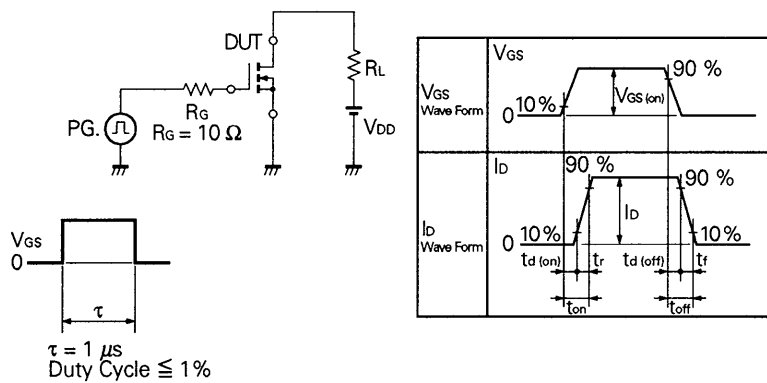 DUT
RL
RG
RG = 10 Ω
PG.
VDD
VGS
0
τ
τ = 1 μs
Duty Cycle ≦ 1%
VGS
Wave Form
VGS
10%
0
VGS (on)
90 %
ID
Wave Form
ID
90 %
90 %
0
10%
ID
10%
td (on)
tr
td (off)
tf
ton
toff